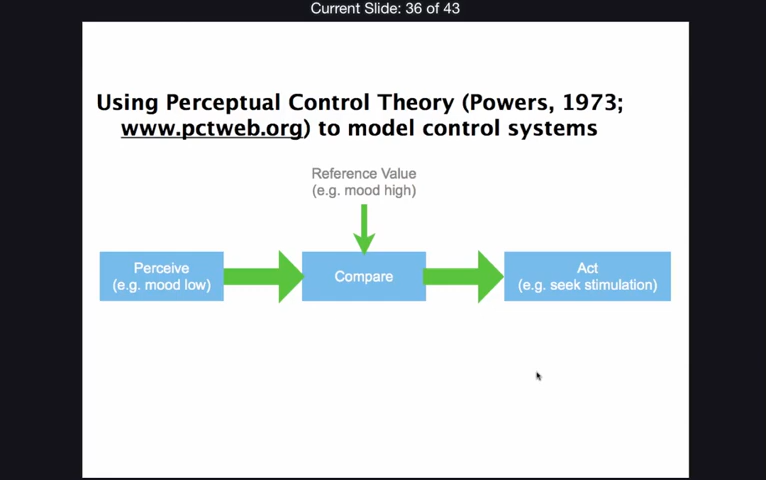 Current Slide: 36 of 43
Using Perceptual Control Theory (Powers, 1973;
www.pctweb.org) to model control systems
Reference Value
(e.g. mood high)
Perceive
(e.g. mood low)
Compare
Act
(e.g. seek stimulation)